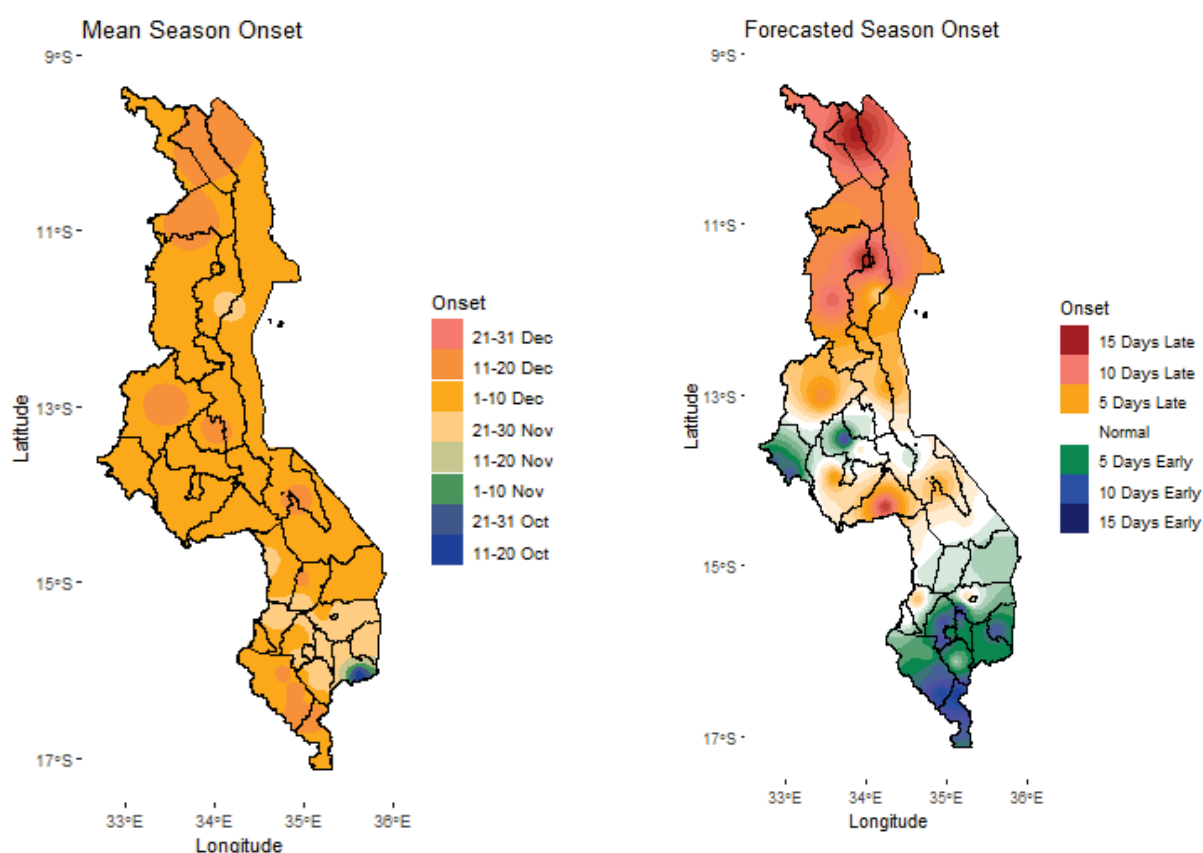 Mean Season Onset
9°S
11°S
13°S
15°S
17°S
Latitude
33°E 34°E 35°E 36°E
Longitude
Onset
21-31 Dec
11-20 Dec
1-10 Dec
21-30 Nov
11-20 Nov
1-10 Nov
21-31 Oct
11-20 Oct
Forecasted Season Onset
9°S
11°S
13°S
15°S
17°S
Latitude
33°E 34°E 35°E 36°E
Longitude
Onset
15 Days Late
10 Days Late
5 Days Late
Normal
5 Days Early
10 Days Early
15 Days Early